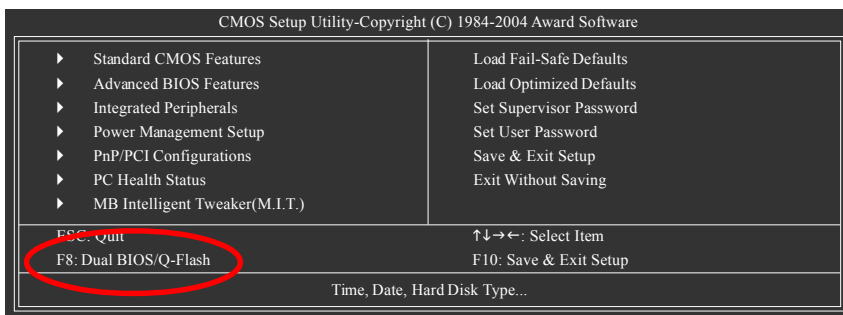 CMOS Setup Utility-Copyright (C) 1984-2004 Award Software
Standard CMOS Features
Advanced BIOS Features
Integrated Peripherals
Power Management Setup
PnP/PCI Configurations
PC Health Status
MB Intelligent Tweaker(M.I.T.)
Load Fail-Safe Defaults
Load Optimized Defaults
Set Supervisor Password
Set User Password
Save & Exit Setup
Exit Without Saving
ESC: Quit
F8: Dual BIOS/Q-Flash
↑↓→←: Select Item
F10: Save & Exit Setup
Time, Date, Hard Disk Type...